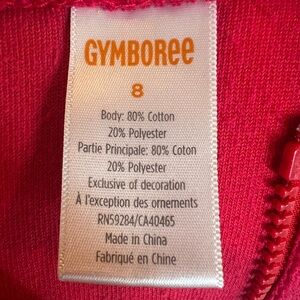 GYMBOREE
8
Body: 80% Cotton
20% Polyester
Partie Principale: 80% Coton
20% Polyester
Exclusive of decoration
À l'exception des ornements
RN59284/CA40465
Made in China
Fabriqué en Chine